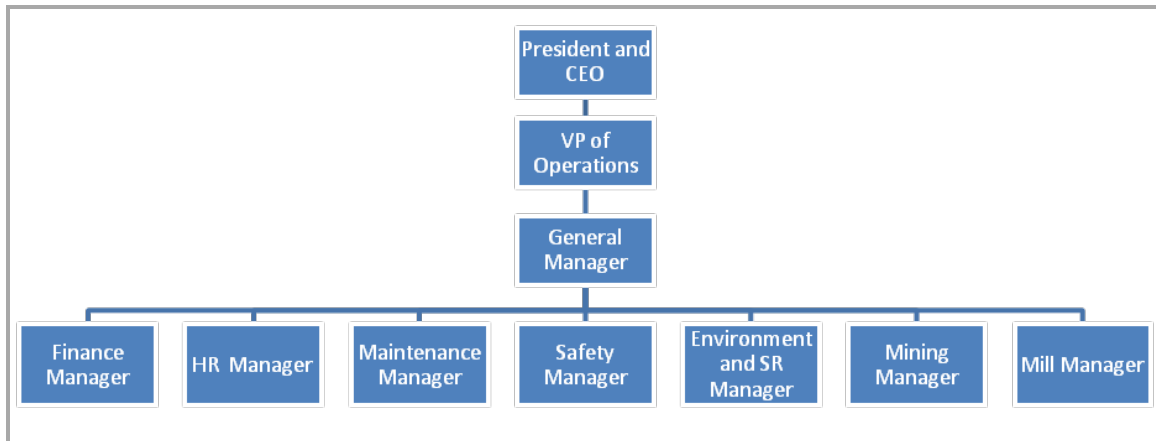 President and
CEO
VP of
Operations
General
Manager
Finance
Manager
HR Manager
Maintenance
Manager
Safety
Manager
Environment
and SR
Manager
Mining
Manager
Mill Manager